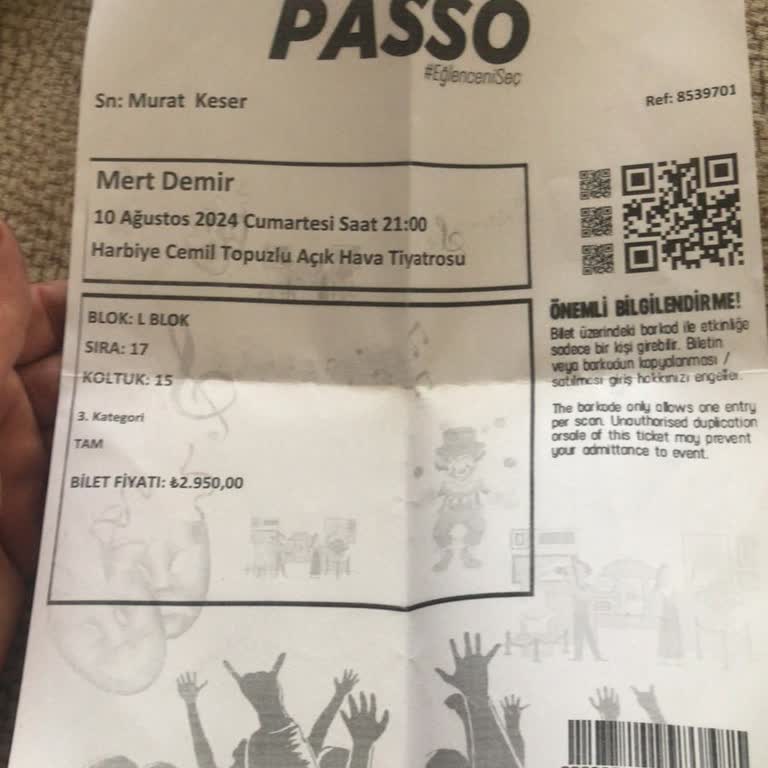 PASSO
#EğlenceniSeç
Sn: Murat Keser
Ref: 8539701
Mert Demir
10 Ağustos 2024 Cumartesi Saat 21:00
Harbiye Cemil Topuzlu Açık Hava Tiyatrosu
BLOK: L BLOK
SIRA: 17
KOLTUK: 15
3. Kategori
TAM
BİLET FİYATI: ₺2.950,00
ÖNEMLİ BİLGİLENDİRME!
Bilet üzerindeki barkod ile etkinliğe
sadece bir kişi girebilir. Biletin
veya barkodun kopyalanması /
satılması giriş hakkınızı engeller.
The barkode only allows one entry
per scan. Unauthorised duplication
orsale of this ticket may prevent
your admittance to event.